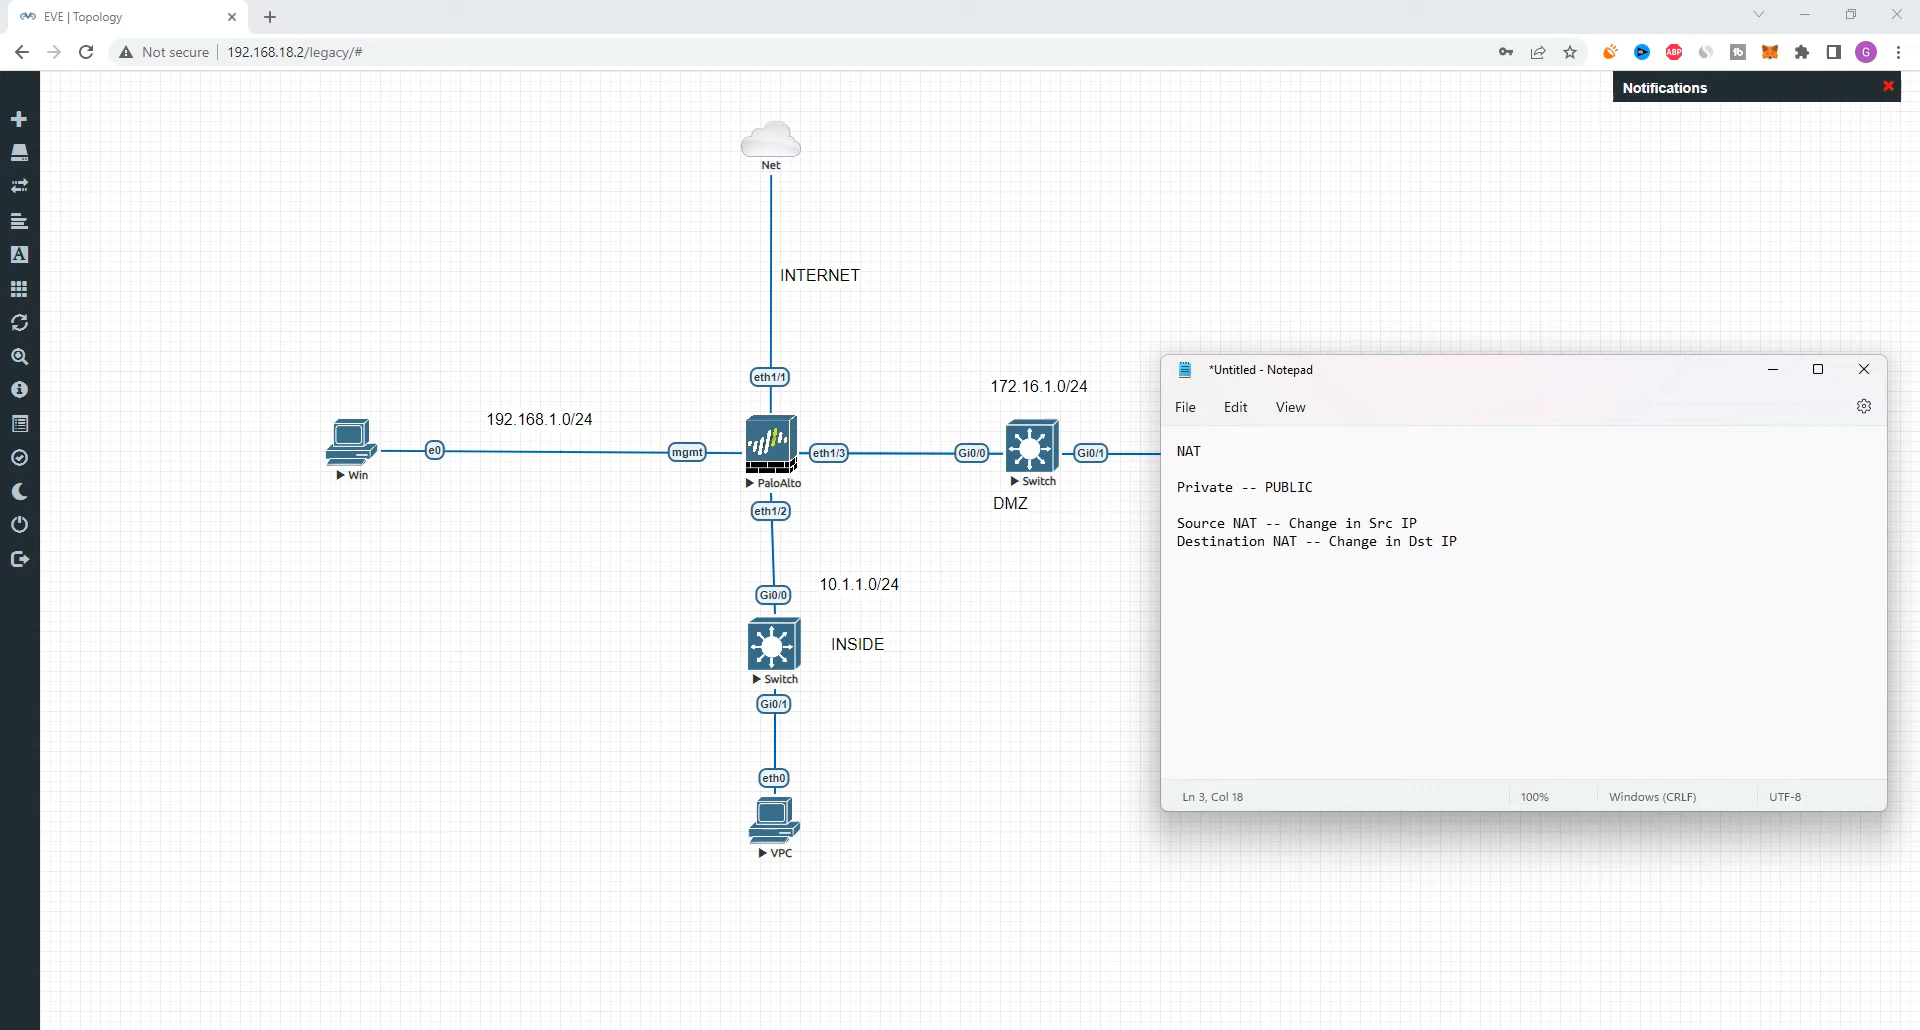 EVE | Topology
Not secure
192.168.18.2/legacy/#
ABP
G
Notifications
Net
INTERNET
eth1/1
172.16.1.0/24
192.168.1.0/24
e0
mgmt
eth1/3
Gi0/0
Gi0/1
Win
PaloAlto
Switch
DMZ
eth1/2
10.1.1.0/24
Gi0/0
INSIDE
Switch
Gi0/1
eth0
VPC
*Untitled - Notepad
File Edit View
NAT
Private -- PUBLIC
Source NAT -- Change in Src IP
Destination NAT -- Change in Dst IP
Ln 3, Col 18
100%
Windows (CRLF)
UTF-8